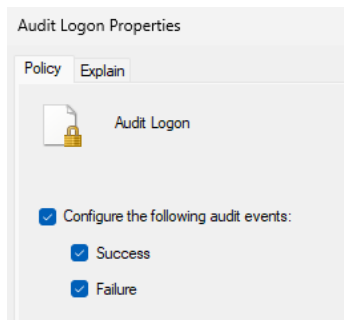 Audit Logon Properties
Policy Explain
Audit Logon
Configure the following audit events:
Success
Failure